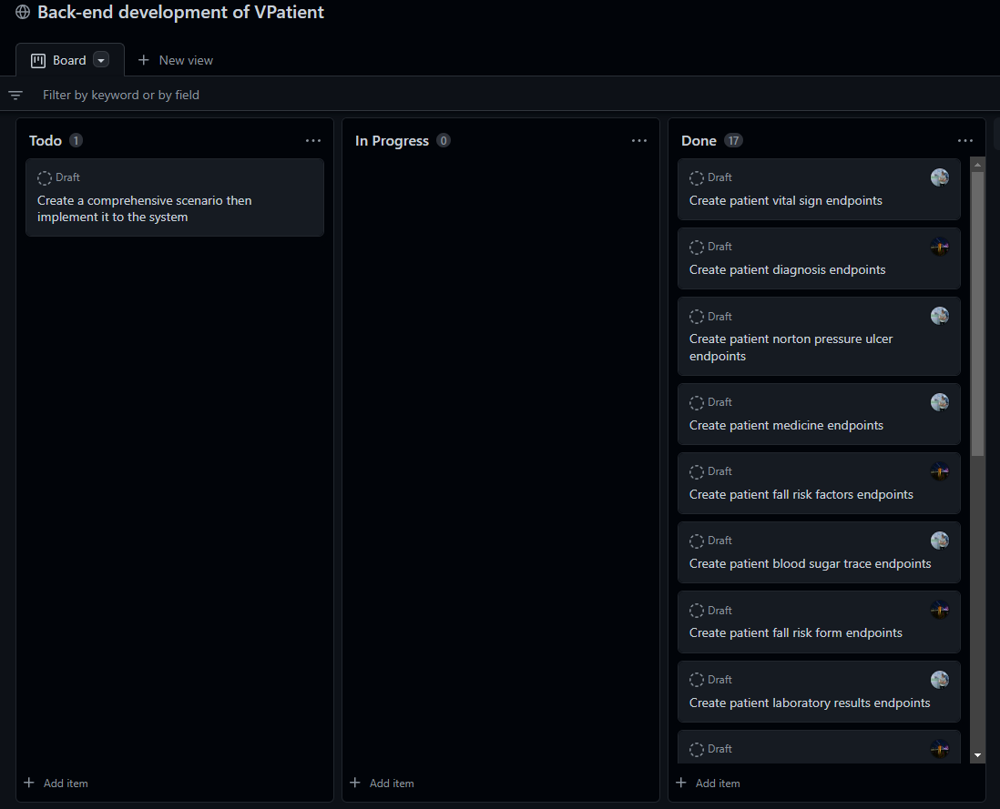 Back-end development of VPatient
Board
New view
Filter by keyword or by field
Todo 1
Draft
Create a comprehensive scenario then
implement it to the system
Add item
In Progress 0
Add item
Done 17
Draft
Create patient vital sign endpoints
Draft
Create patient diagnosis endpoints
Draft
Create patient norton pressure ulcer
endpoints
Draft
Create patient medicine endpoints
Draft
Create patient fall risk factors endpoints
Draft
Create patient blood sugar trace endpoints
Draft
Create patient fall risk form endpoints
Draft
Create patient laboratory results endpoints
Draft
Add item